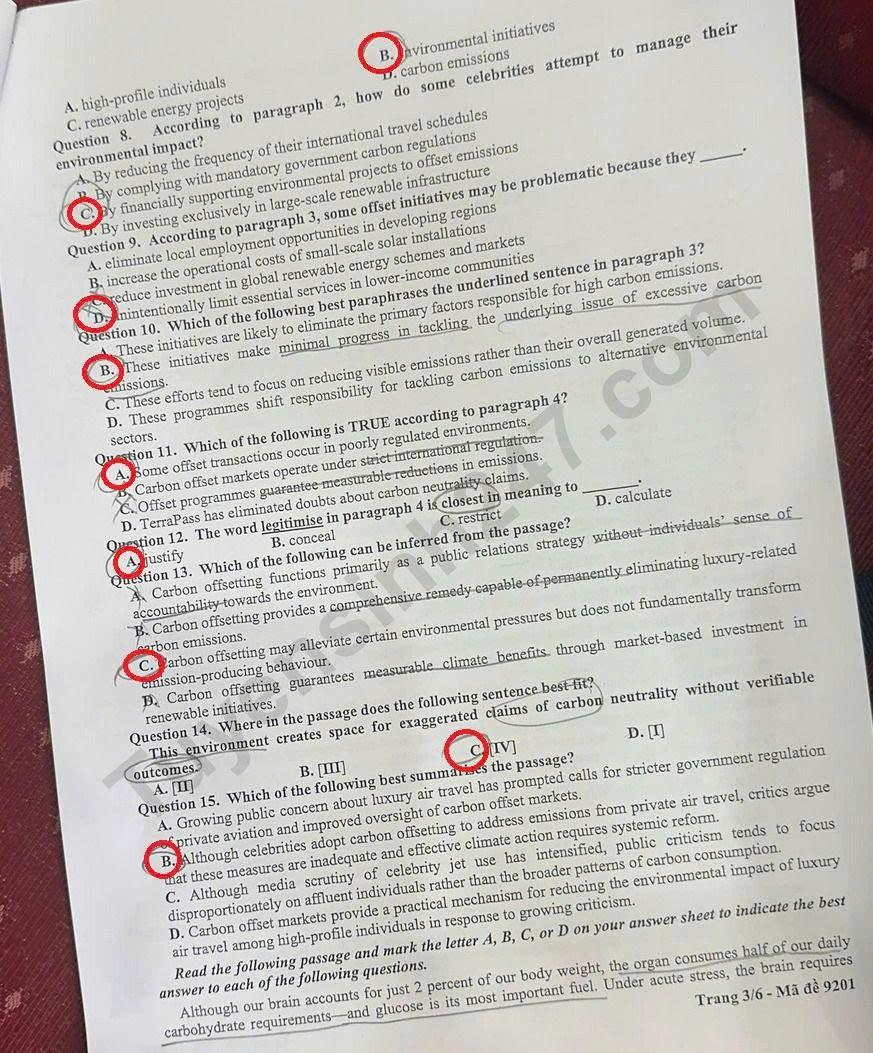 A. high-profile individuals
B. environmental initiatives
C. renewable energy projects
D. carbon emissions
Question 8. According to paragraph 2, how do some celebrities attempt to manage their
environmental impact?
A. By reducing the frequency of their international travel schedules
B. By complying with mandatory government carbon regulations
C. By financially supporting environmental projects to offset emissions
D. By investing exclusively in large-scale renewable infrastructure
Question 9. According to paragraph 3, some offset initiatives may be problematic because they _____.
A. eliminate local employment opportunities in developing regions
B. increase the operational costs of small-scale solar installations
C. reduce investment in global renewable energy schemes and markets
D. unintentionally limit essential services in lower-income communities
Question 10. Which of the following best paraphrases the underlined sentence in paragraph 3?
A. These initiatives are likely to eliminate the primary factors responsible for high carbon emissions.
B. These initiatives make minimal progress in tackling the underlying issue of excessive carbon
emissions.
C. These efforts tend to focus on reducing visible emissions rather than their overall generated volume.
D. These programmes shift responsibility for tackling carbon emissions to alternative environmental
sectors.
Question 11. Which of the following is TRUE according to paragraph 4?
A. Some offset transactions occur in poorly regulated environments.
B. Carbon offset markets operate under strict international regulation.
C. Offset programmes guarantee measurable reductions in emissions.
D. TerraPass has eliminated doubts about carbon neutrality claims.
Question 12. The word legitimise in paragraph 4 is closest in meaning to _____.
A. justify B. conceal C. restrict D. calculate
Question 13. Which of the following can be inferred from the passage?
A. Carbon offsetting functions primarily as a public relations strategy without individuals' sense of
accountability towards the environment.
B. Carbon offsetting provides a comprehensive remedy capable of permanently eliminating luxury-related
carbon emissions.
C. Carbon offsetting may alleviate certain environmental pressures but does not fundamentally transform
emission-producing behaviour.
D. Carbon offsetting guarantees measurable climate benefits through market-based investment in
renewable initiatives.
Question 14. Where in the passage does the following sentence best fit?
This environment creates space for exaggerated claims of carbon neutrality without verifiable
outcomes.
A. [II] B. [III] C. [IV] D. [I]
Question 15. Which of the following best summarises the passage?
A. Growing public concern about luxury air travel has prompted calls for stricter government regulation
of private aviation and improved oversight of carbon offset markets.
B. Although celebrities adopt carbon offsetting to address emissions from private air travel, critics argue
that these measures are inadequate and effective climate action requires systemic reform.
C. Although media scrutiny of celebrity jet use has intensified, public criticism tends to focus
disproportionately on affluent individuals rather than the broader patterns of carbon consumption.
D. Carbon offset markets provide a practical mechanism for reducing the environmental impact of luxury
air travel among high-profile individuals in response to growing criticism.
Read the following passage and mark the letter A, B, C, or D on your answer sheet to indicate the best
answer to each of the following questions.
Although our brain accounts for just 2 percent of our body weight, the organ consumes half of our daily
carbohydrate requirements—and glucose is its most important fuel. Under acute stress, the brain requires
Trang 3/6 - Mã đề 9201
Tuyensinh247.com